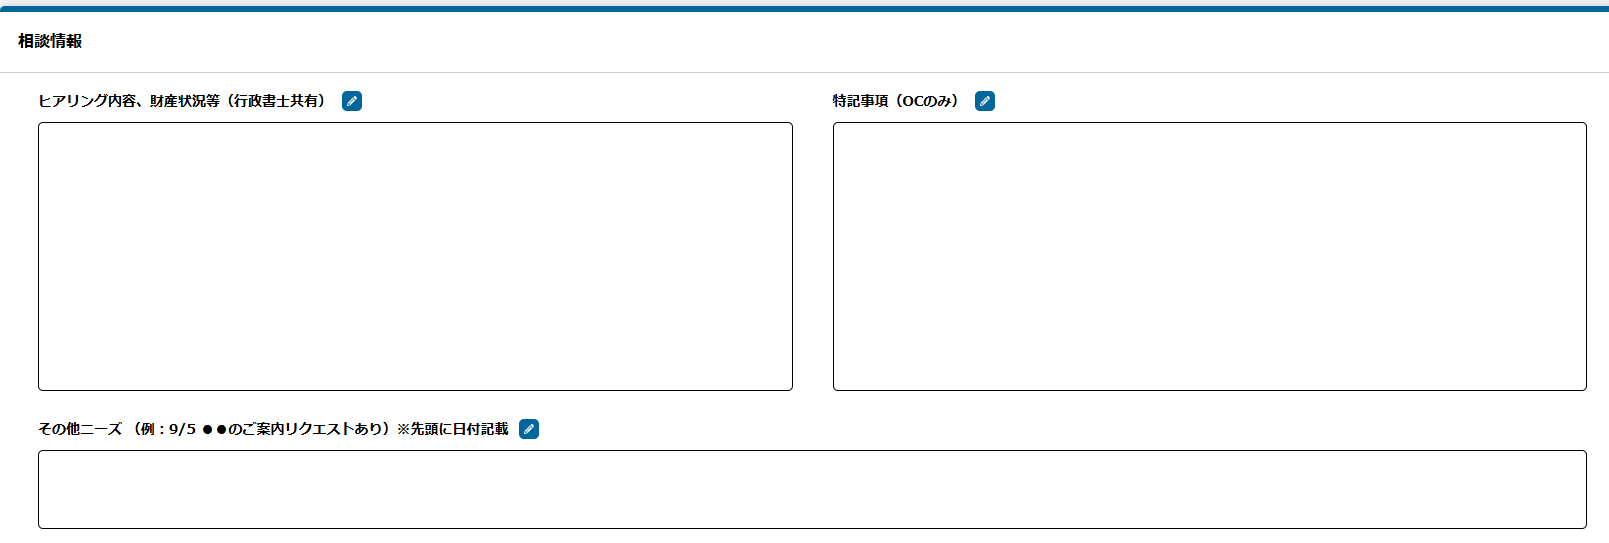 相談情報
ヒアリング内容、財産状況等（行政書士共有）
特記事項（OCのみ）
その他ニーズ （例：9/5 ●●のご案内リクエストあり）※先頭に日付記載